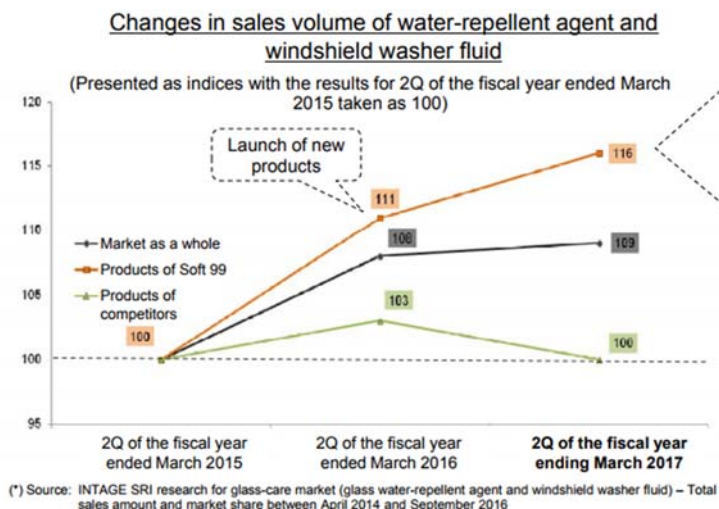 Changes in sales volume of water-repellent agent and
windshield washer fluid
(Presented as indices with the results for 2Q of the fiscal year ended March
2015 taken as 100)
120
115
110
105
100
95
Launch of new
products
Market as a whole
Products of Soft 99
Products of
competitors
100
111
108
103
116
109
100
2Q of the fiscal year
ended March 2015
2Q of the fiscal year
ended March 2016
2Q of the fiscal year
ending March 2017
(*) Source: INTAGE SRI research for glass-care market (glass water-repellent agent and windshield washer fluid) – Total
sales amount and market share between April 2014 and September 2016